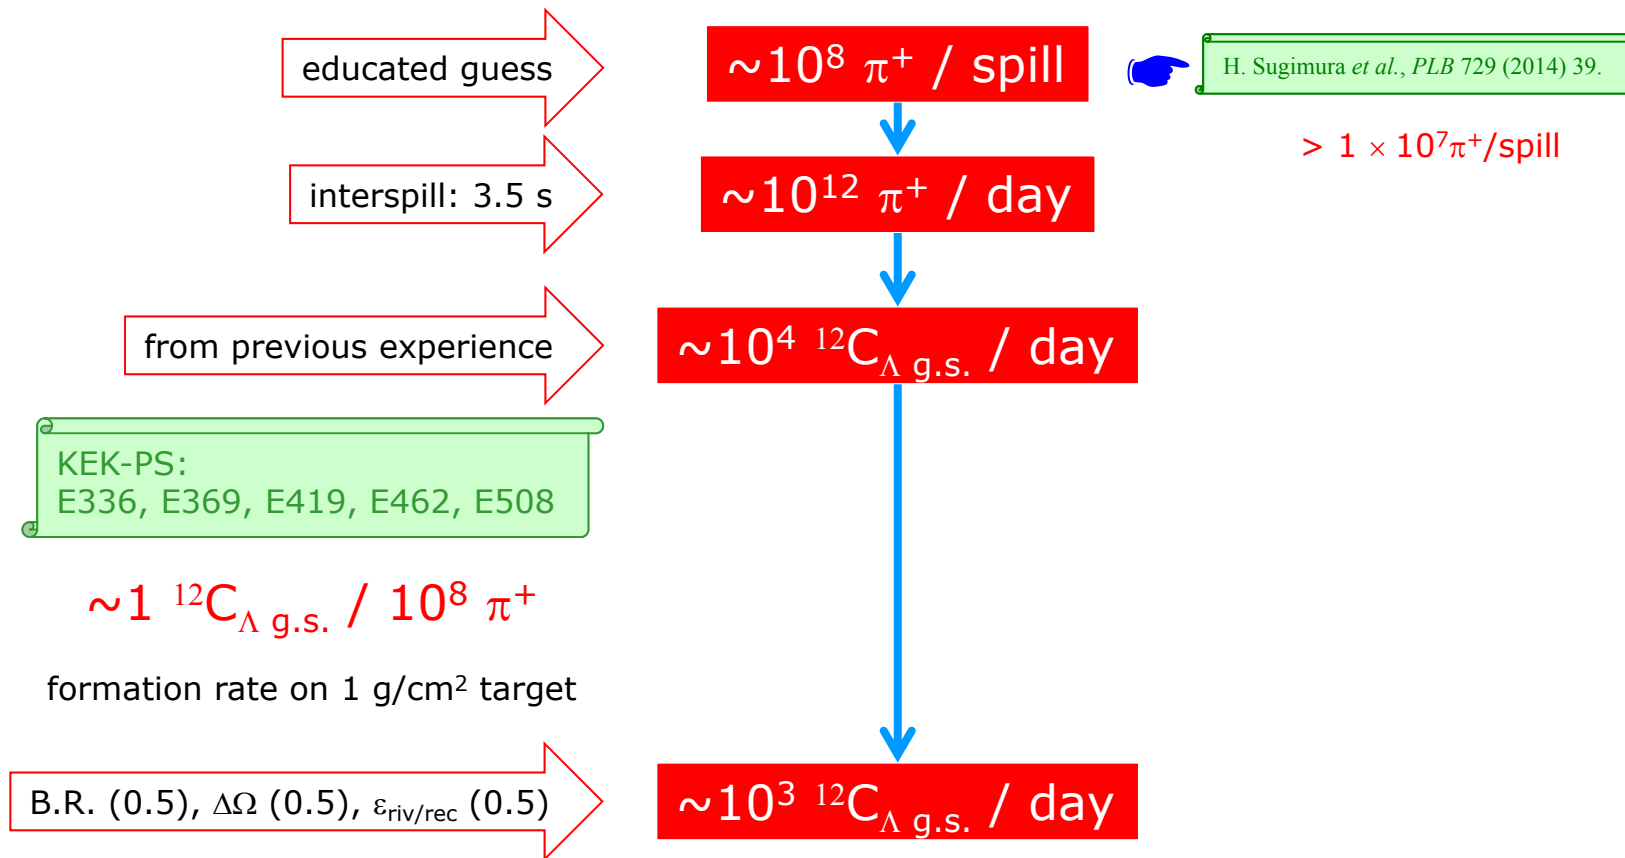 educated guess
~10⁸ π⁺ / spill
H. Sugimura et al., PLB 729 (2014) 39.
> 1 × 10⁷π⁺/spill
interspill: 3.5 s
~10¹² π⁺ / day
from previous experience
~10⁴ ¹²C_Λ g.s. / day
KEK-PS:
E336, E369, E419, E462, E508
~1 ¹²C_Λ g.s. / 10⁸ π⁺
formation rate on 1 g/cm² target
B.R. (0.5), ΔΩ (0.5), ε_riv/rec (0.5)
~10³ ¹²C_Λ g.s. / day